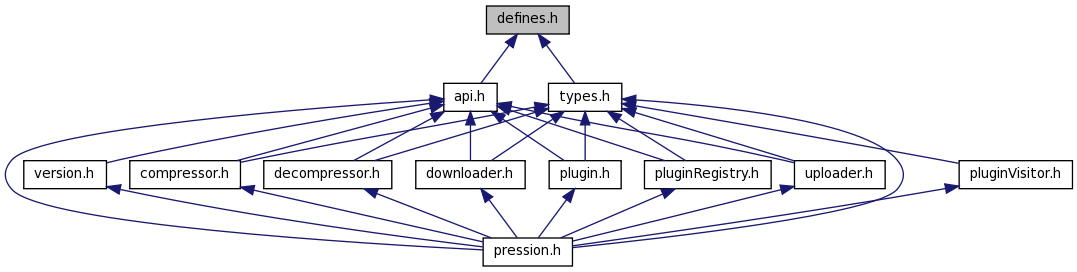 defines.h
api.h
types.h
version.h
compressor.h
decompressor.h
downloader.h
plugin.h
pluginRegistry.h
uploader.h
pluginVisitor.h
pression.h